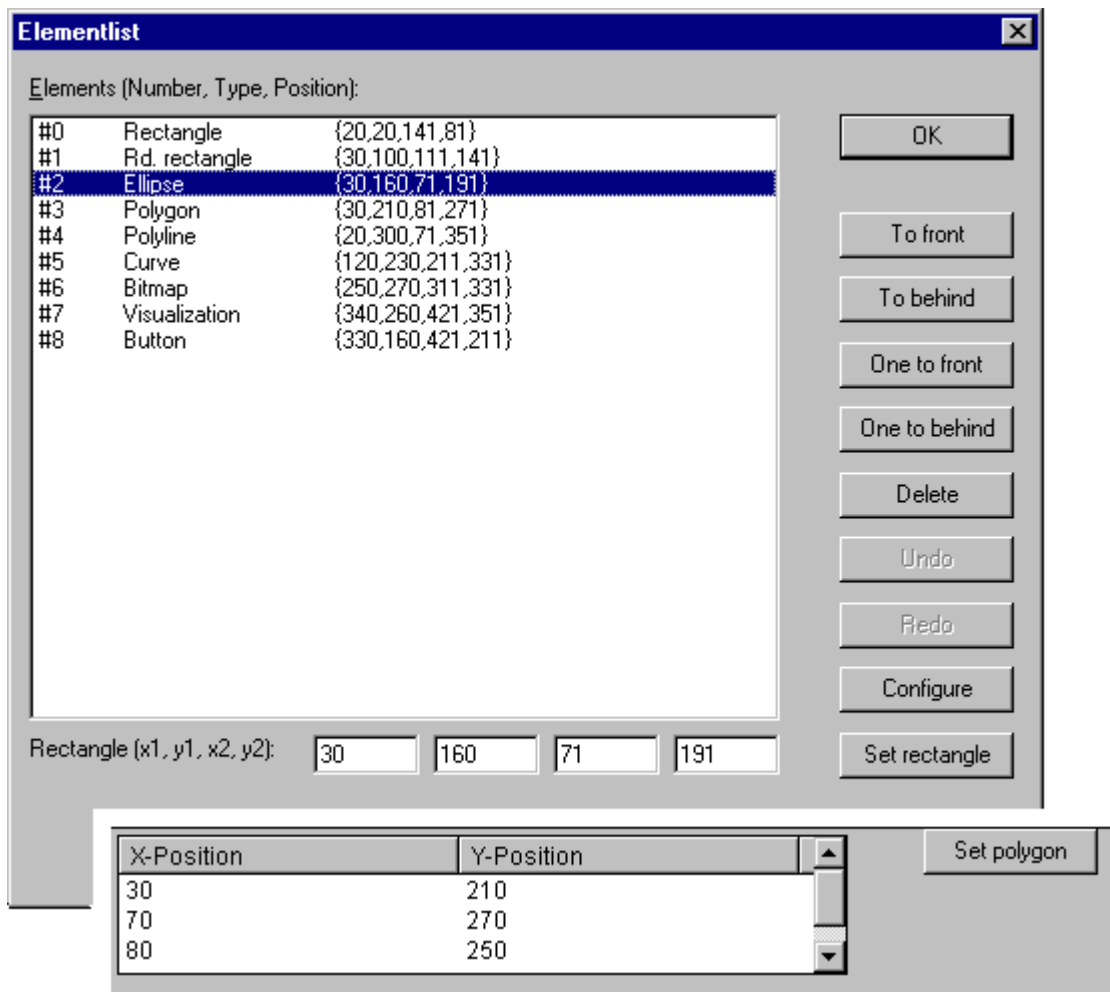 Elementlist
Elements (Number, Type, Position):
#0 Rectangle {20,20,141,81}
#1 Rd. rectangle {30,100,111,141}
#2 Ellipse {30,160,71,191}
#3 Polygon {30,210,81,271}
#4 Polyline {20,300,71,351}
#5 Curve {120,230,211,331}
#6 Bitmap {250,270,311,331}
#7 Visualization {340,260,421,351}
#8 Button {330,160,421,211}
OK
To front
To behind
One to front
One to behind
Delete
Undo
Redo
Configure
Rectangle (x1, y1, x2, y2): 30 160 71 191
Set rectangle
X-Position Y-Position
30 210
70 270
80 250
Set polygon